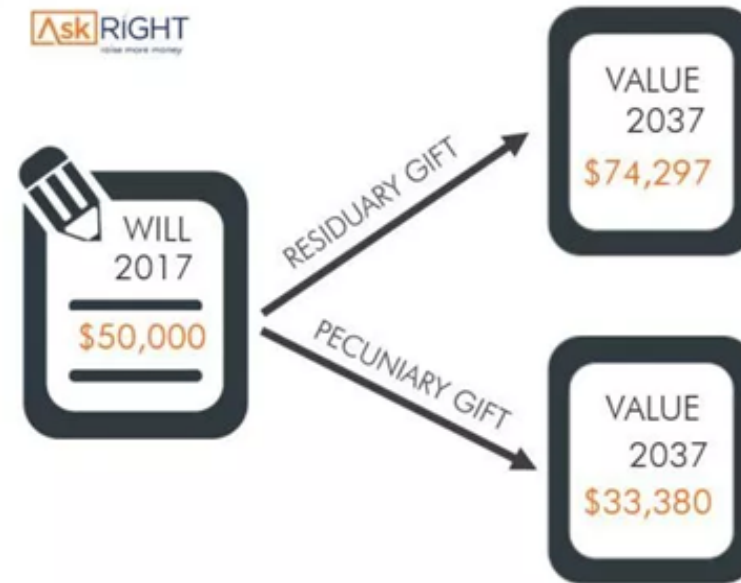 AskRIGHT
raise more money
WILL
2017
$50,000
RESIDUARY GIFT
PECUNIARY GIFT
VALUE
2037
$74,297
VALUE
2037
$33,380